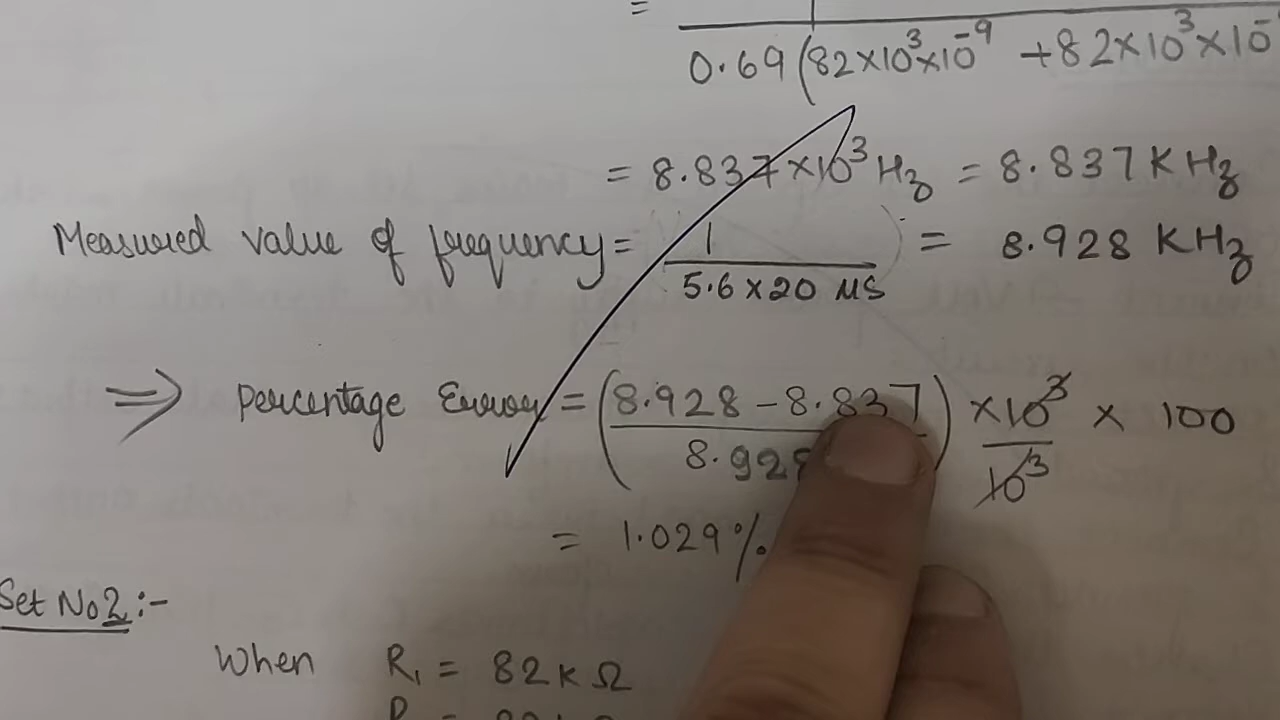 =
0.69 (82×10³×10⁻⁹ + 82×10³×10⁻
= 8.837 ×10³ Hz = 8.837 KHz
Measured value of frequency = 1 / 5.6 × 20 µs = 8.928 KHz
⇒ Percentage Error = (8.928 – 8.837 / 8.928) ×10³ / 10³ × 100
= 1.029%
Set No 2 :-
When R₁ = 82 K Ω